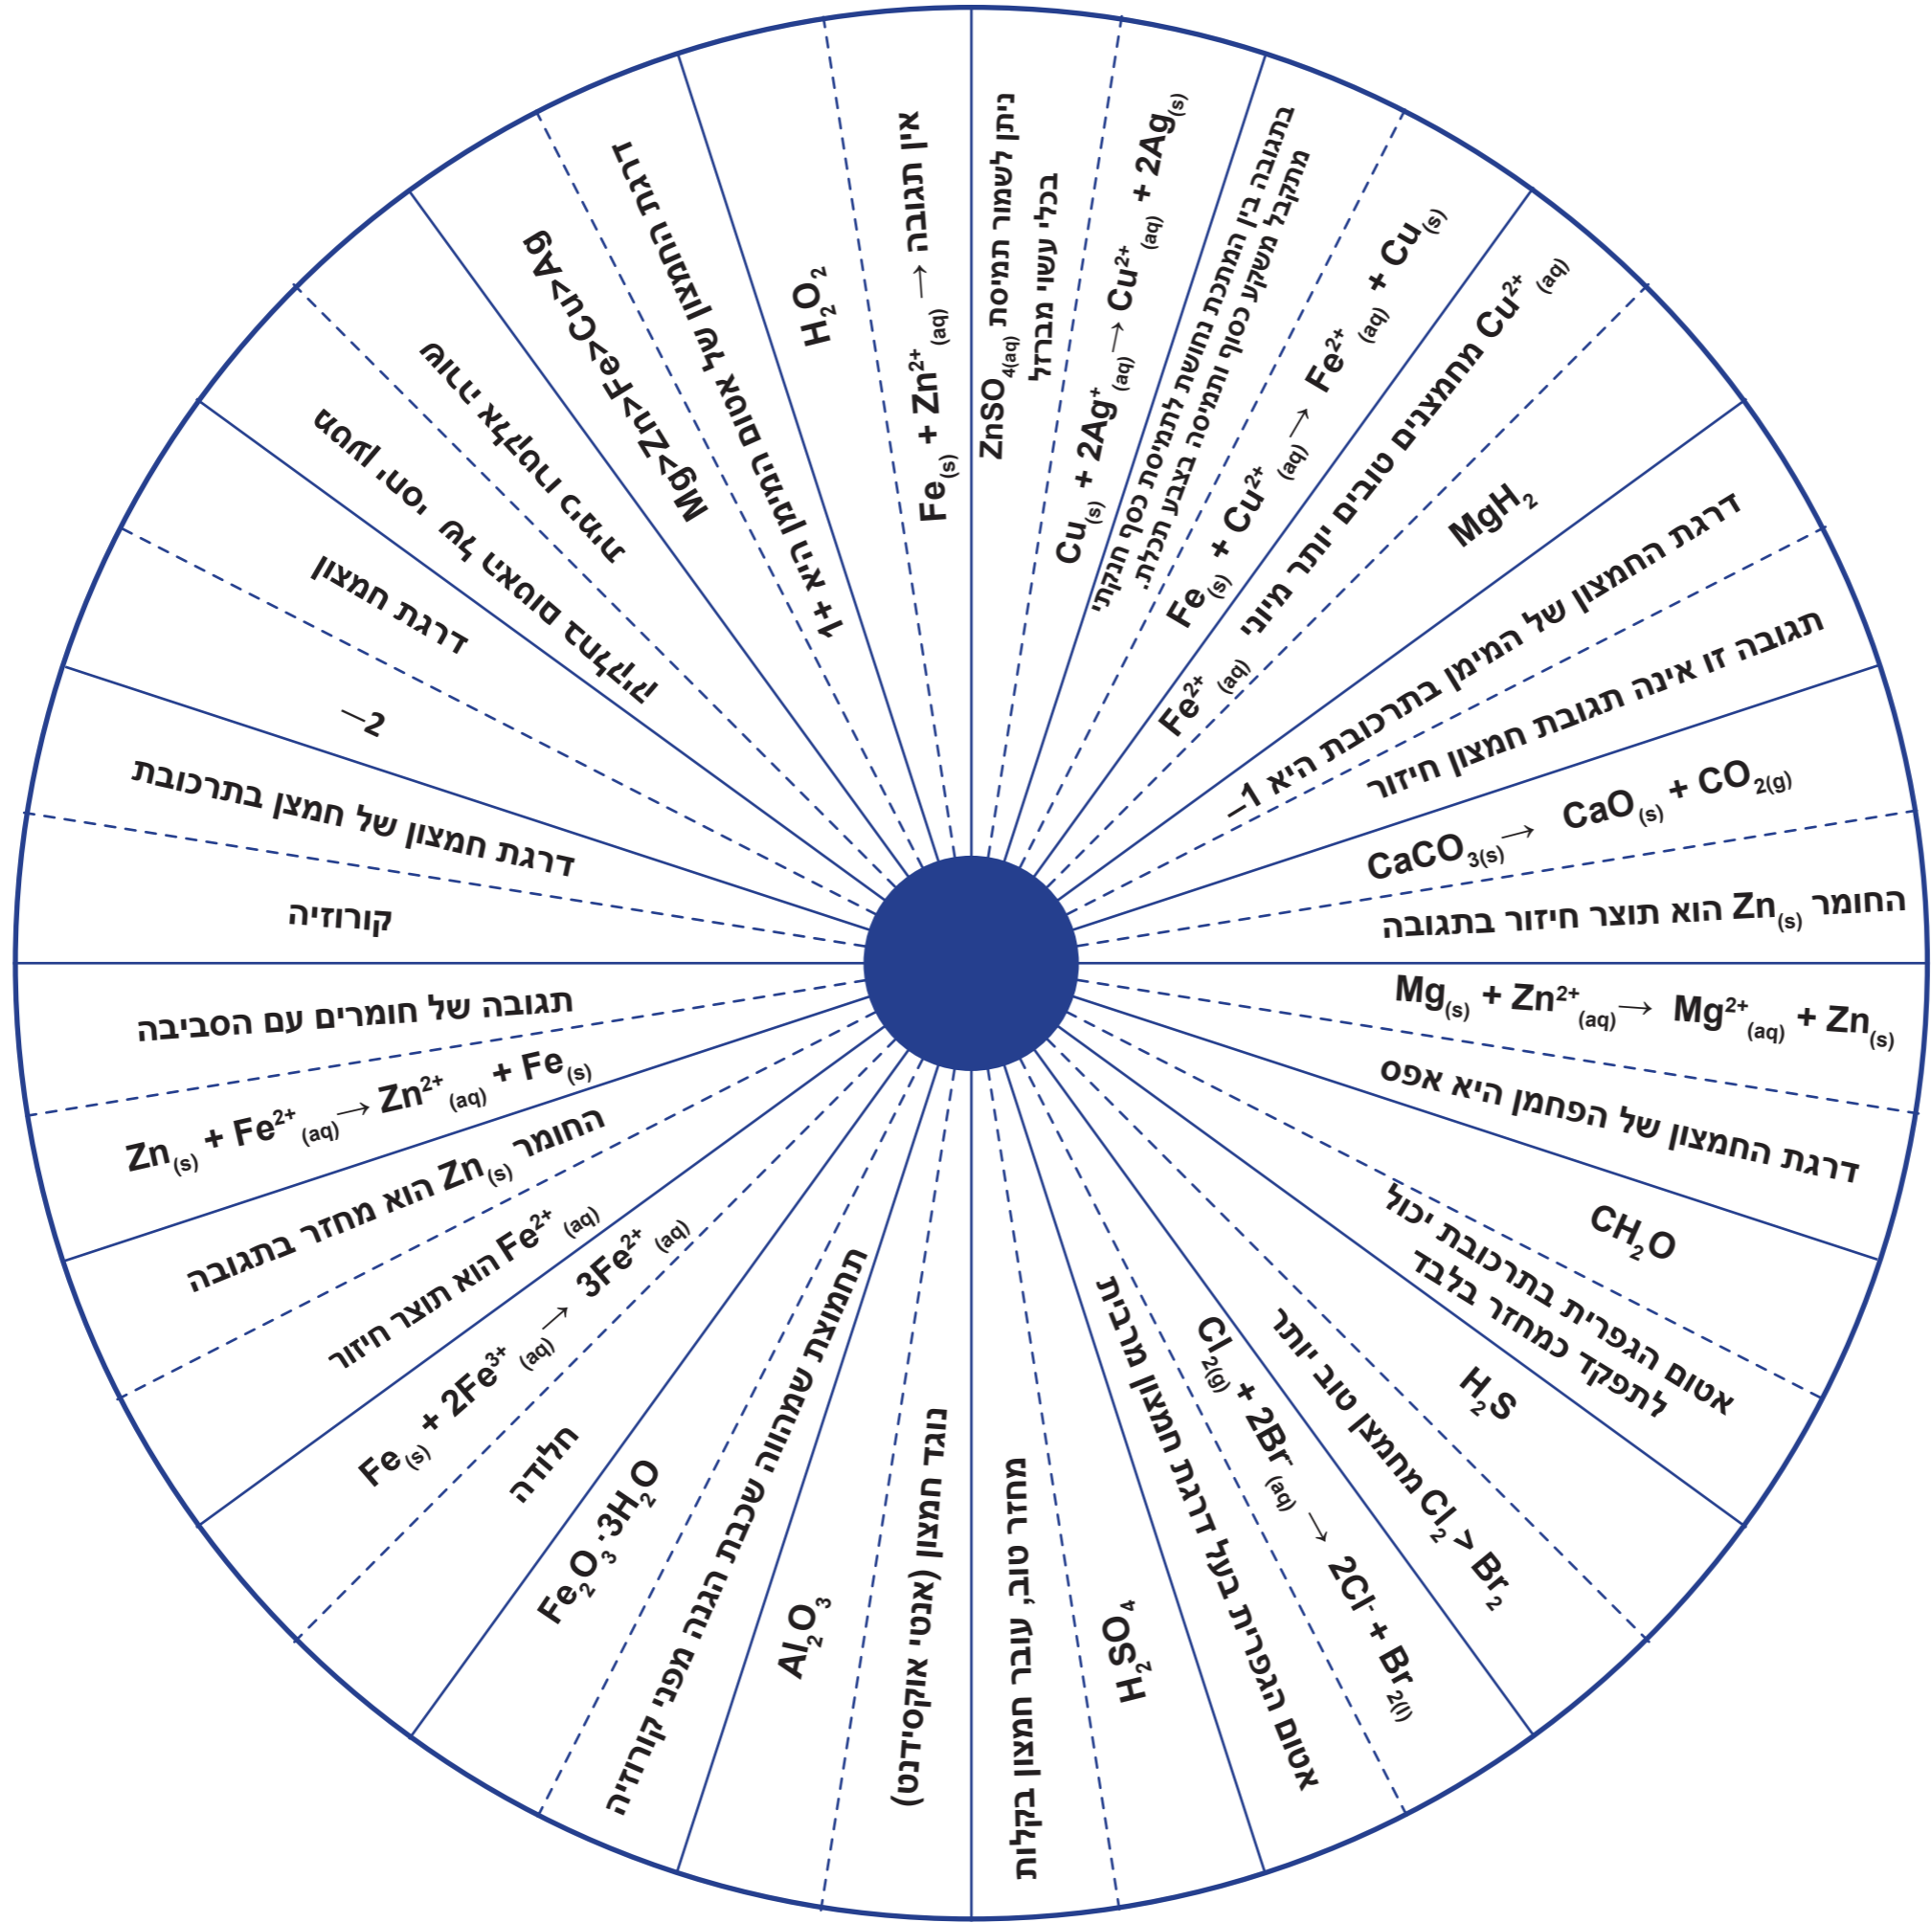 ניתן לשמור תמיסת ZnSO4(aq)
בכלי עשוי מברזל
Cu(s) + 2Ag+(aq) → Cu2+(aq) + 2Ag(s)
בתגובה בין המתכת נחושת לתמיסת כסף חנקתי
מתקבל משקע כסוף ותמיסה בצבע תכלת.
Fe(s) + Cu2+(aq) → Fe2+(aq) + Cu(s)
Cu2+(aq) מחמצנים טובים יותר מיוני Fe2+(aq)
MgH2
דרגת החמצון של המימן בתרכובת היא 1–
תגובה זו אינה תגובת חמצון חיזור
CaCO3(s) → CaO(s) + CO2(g)
החומר Zn(s) הוא תוצר חיזור בתגובה
Mg(s) + Zn2+(aq) → Mg2+(aq) + Zn(s)
דרגת החמצון של הפחמן היא אפס
CH2O
אטום הגפרית בתרכובת יכול
לתפקד כמחזר בלבד
H2S
Cl2 > Br2 מחמצן טוב יותר
Cl2(g) + 2Br-(aq) → 2Cl- + Br2(l)
אטום הגפרית בעל דרגת חמצון מרבית
H2SO4
מחזר טוב, עובר חמצון בקלות
נוגד חמצון (אנטי אוקסידנט)
Al2O3
תחמוצת שמהווה שכבת הגנה מפני קורוזיה
Fe2O3·3H2O
חלודה
Fe(s) + 2Fe3+(aq) → 3Fe2+(aq)
Fe2+(aq) הוא תוצר חיזור
החומר Zn(s) הוא מחזר בתגובה
Zn(s) + Fe2+(aq) → Zn2+(aq) + Fe(s)
תגובה של חומרים עם הסביבה
קורוזיה
דרגת חמצון של חמצן בתרכובת
–2
דרגת חמצון
מטען יחסי של האטום בחלקיק
שורה אלקטרו כימית
Mg>Zn>Fe>Cu>Ag
דרגת החמצון של אטום המימן היא +1
H2O2
Fe(s) + Zn2+(aq) → אין תגובה